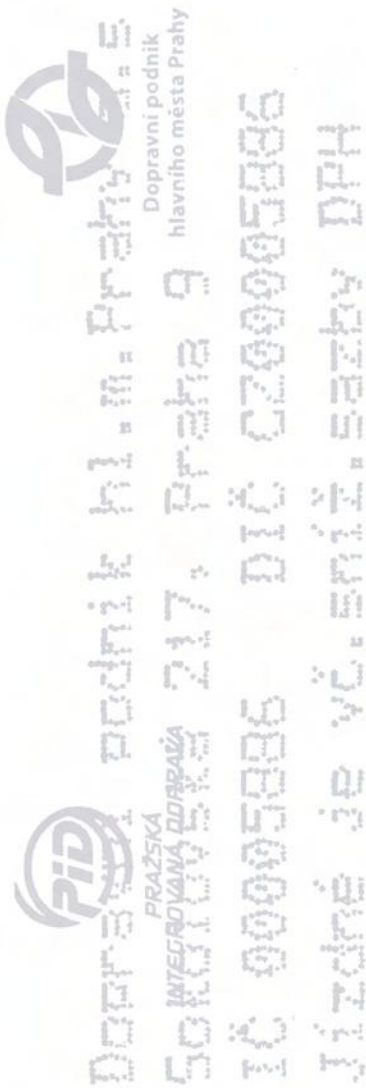 PID
PRAŽSKÁ
INTEGROVANÁ DOPRAVA
Dopravní podnik
hlavního města Prahy
Dopravní podnik hl.m.Prahy
217, Praha 9
IČ 00005886 DIČ CZ00005886
Jízdné je vč.sníž.sazby DPH